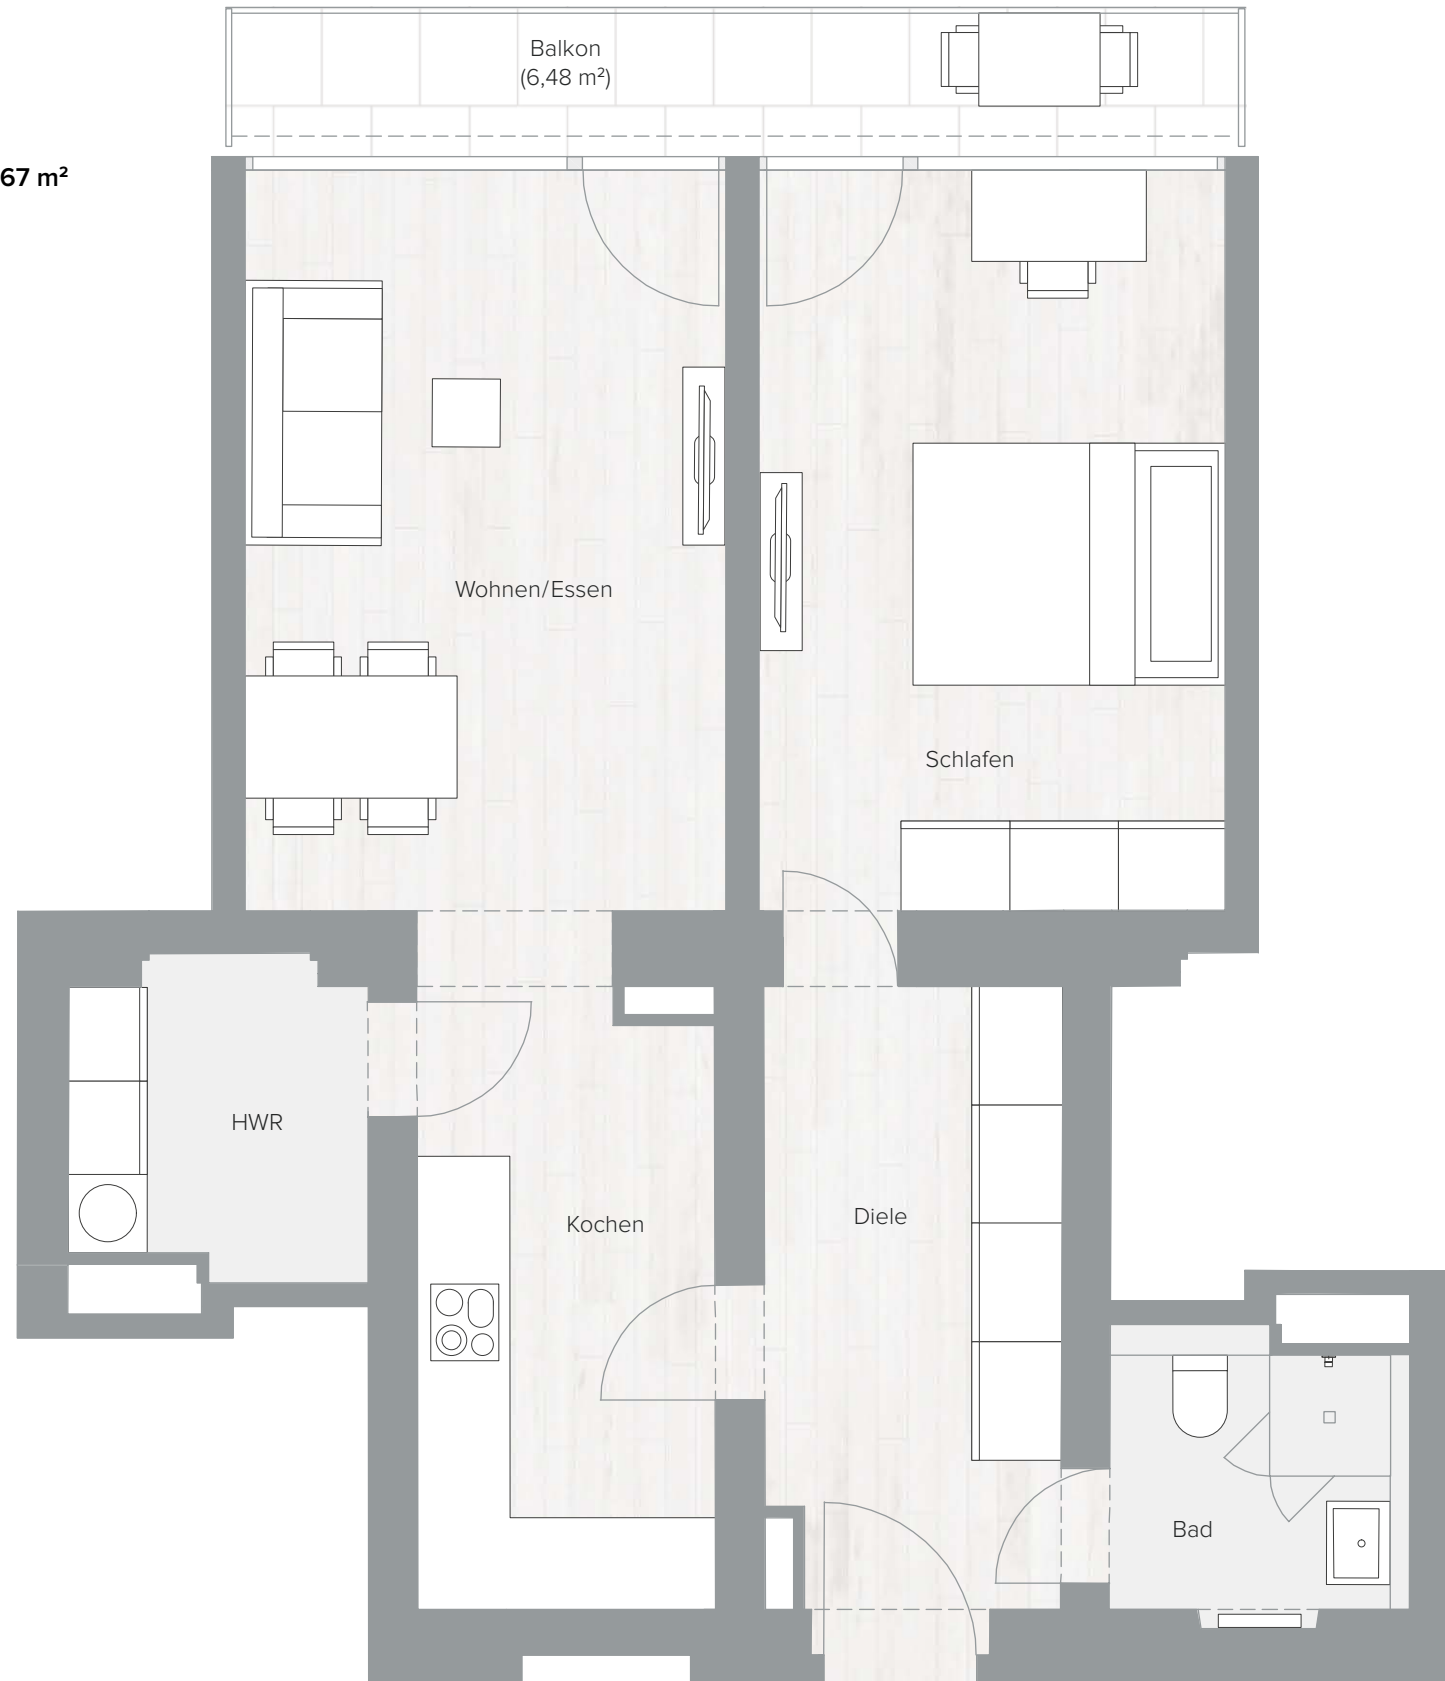 Balkon
(6,48 m²)
67 m²
Wohnen/Essen
Schlafen
HWR
Kochen
Diele
Bad